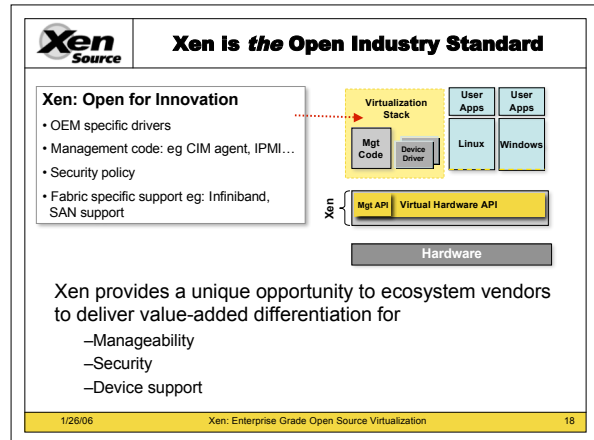 Xen
Source
Xen is the Open Industry Standard
Xen: Open for Innovation
• OEM specific drivers
• Management code: eg CIM agent, IPMI…
• Security policy
• Fabric specific support eg: Infiniband,
SAN support
Virtualization
Stack
Mgt
Code
Device
Driver
User
Apps
User
Apps
Linux
Windows
Xen
Mgt API
Virtual Hardware API
Hardware
Xen provides a unique opportunity to ecosystem vendors
to deliver value-added differentiation for
–Manageability
–Security
–Device support
1/26/06
Xen: Enterprise Grade Open Source Virtualization
18